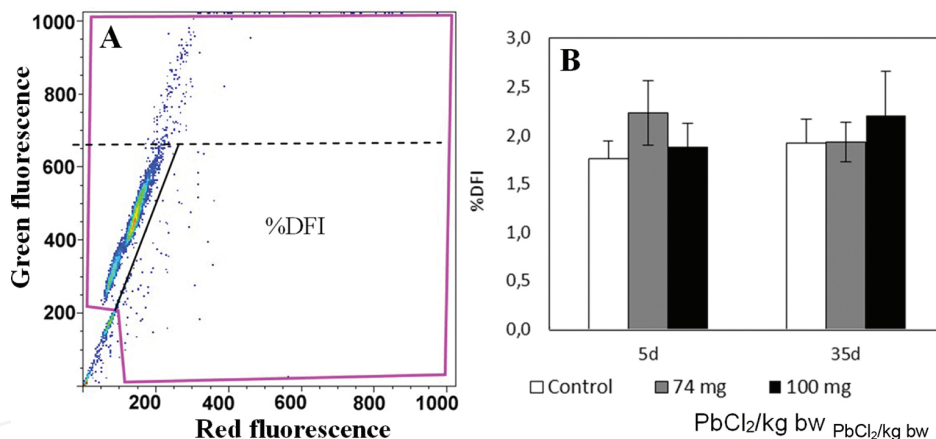 A
1000
800
600
400
200
0
Green fluorescence
%DFI
200 400 600 800 1000
Red fluorescence
B
3,0
2,5
2,0
1,5
1,0
0,5
0,0
%DFI
5d 35d
Control 74 mg 100 mg
PbCl₂/kg bw PbCl₂/kg bw